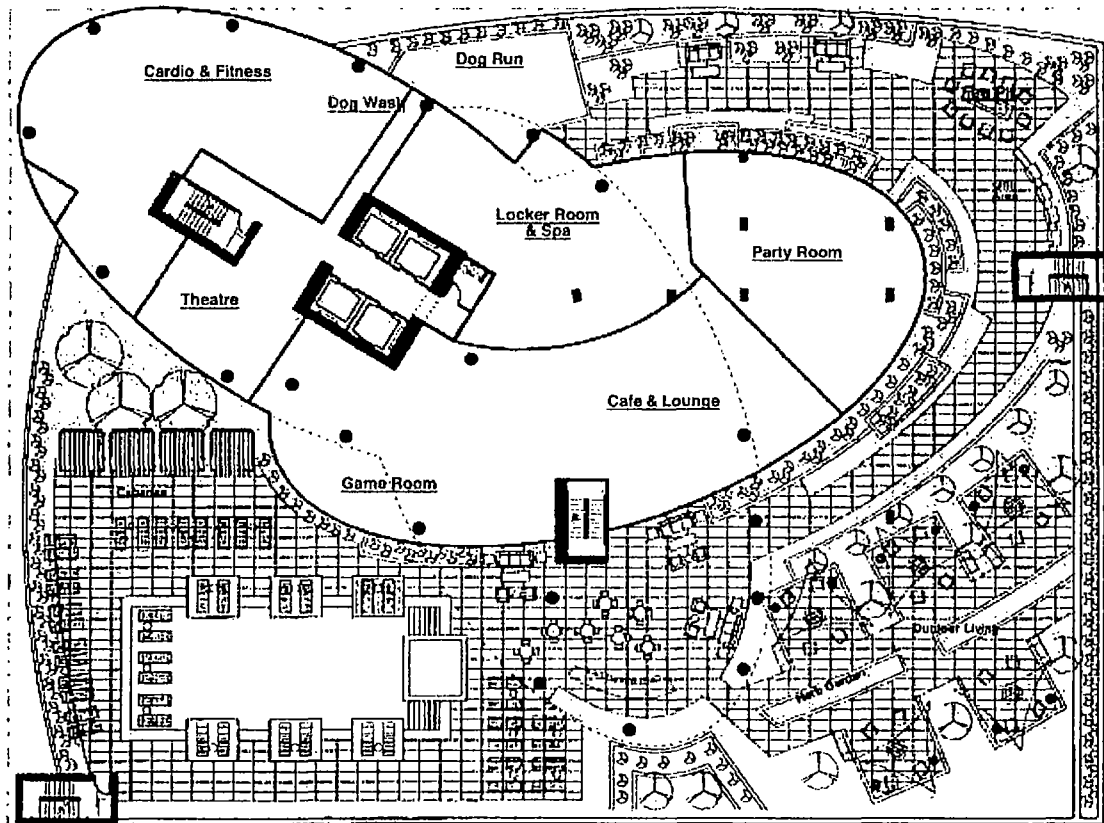 Dog Run
Cardio & Fitness
Dog Wash
Locker Room
& Spa
Party Room
Theatre
Cafe & Lounge
Game Room
Cabanas
Outdoor Living
Herb Garden